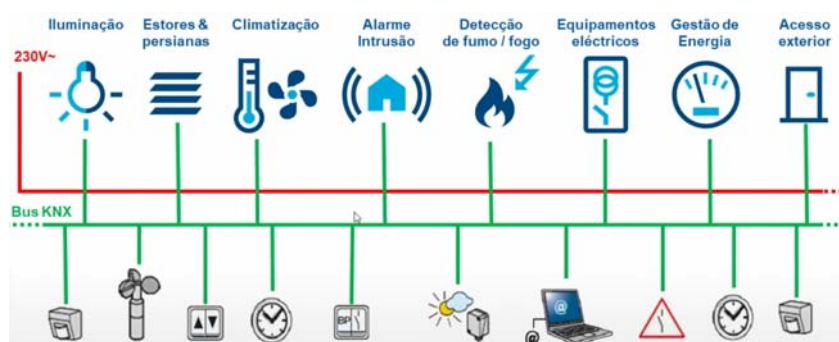 Iluminação
Estores &
persianas
Climatização
Alarme
Intrusão
Detecção
de fumo / fogo
Equipamentos
eléctricos
Gestão de
Energia
Acesso
exterior
230V~
Bus KNX
BP
@
@